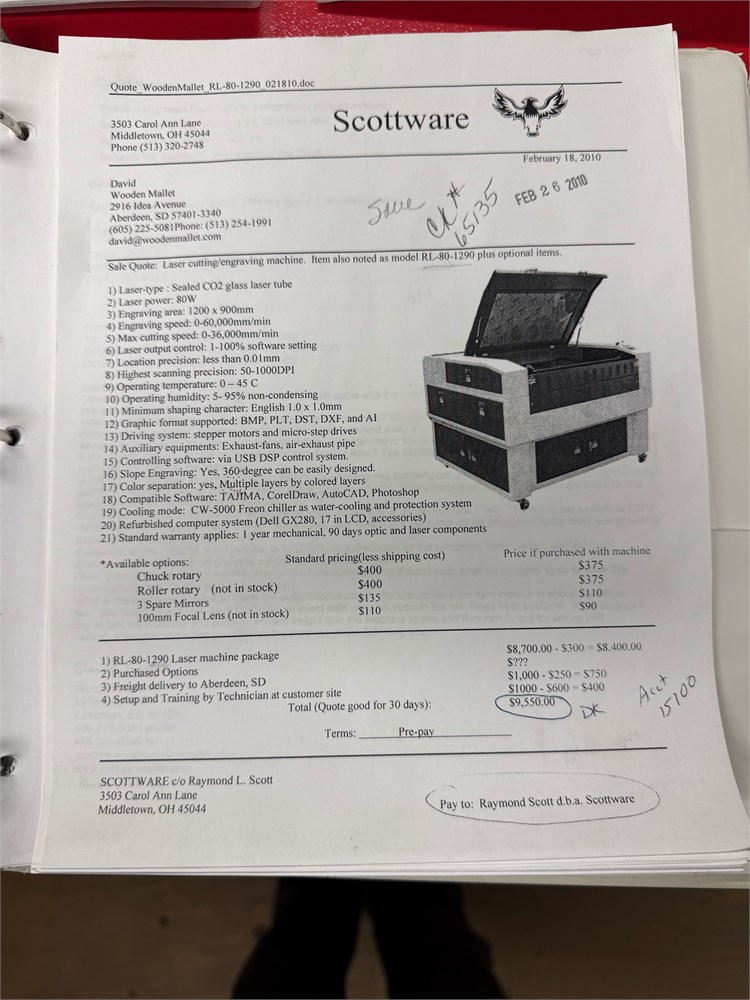 Quote_WoodenMallet_RL-80-1290_021810.doc
3503 Carol Ann Lane
Middletown, OH 45044
Phone (513) 320-2748
Scottware
February 18, 2010
David
Wooden Mallet
2916 Idea Avenue
Aberdeen, SD 57401-3340
(605) 225-5081Phone: (513) 254-1991
david@woodenmallet.com
Save
CK #
65135
FEB 26 2010
Sale Quote: Laser cutting/engraving machine. Item also noted as model RL-80-1290 plus optional items.
1) Laser-type : Sealed CO2 glass laser tube
2) Laser power: 80W
3) Engraving area: 1200 x 900mm
4) Engraving speed: 0-60,000mm/min
5) Max cutting speed: 0-36,000mm/min
6) Laser output control: 1-100% software setting
7) Location precision: less than 0.01mm
8) Highest scanning precision: 50-1000DPI
9) Operating temperature: 0 – 45 C
10) Operating humidity: 5- 95% non-condensing
11) Minimum shaping character: English 1.0 x 1.0mm
12) Graphic format supported: BMP, PLT, DST, DXF, and AI
13) Driving system: stepper motors and micro-step drives
14) Auxiliary equipments: Exhaust-fans, air-exhaust pipe
15) Controlling software: via USB DSP control system.
16) Slope Engraving: Yes, 360-degree can be easily designed.
17) Color separation: yes, Multiple layers by colored layers
18) Compatible Software: TAJIMA, CorelDraw, AutoCAD, Photoshop
19) Cooling mode: CW-5000 Freon chiller as water-cooling and protection system
20) Refurbished computer system (Dell GX280, 17 in LCD, accessories)
21) Standard warranty applies: 1 year mechanical, 90 days optic and laser components
*Available options: Standard pricing(less shipping cost) Price if purchased with machine
Chuck rotary $400 $375
Roller rotary (not in stock) $400 $375
3 Spare Mirrors $135 $110
100mm Focal Lens (not in stock) $110 $90
1) RL-80-1290 Laser machine package $8,700.00 - $300 = $8.400.00
2) Purchased Options $???
3) Freight delivery to Aberdeen, SD $1,000 - $250 = $750
4) Setup and Training by Technician at customer site $1000 - $600 = $400
Total (Quote good for 30 days): $9,550.00
DK
Acct
15100
Terms: Pre-pay
SCOTTWARE c/o Raymond L. Scott
3503 Carol Ann Lane
Middletown, OH 45044
Pay to: Raymond Scott d.b.a. Scottware